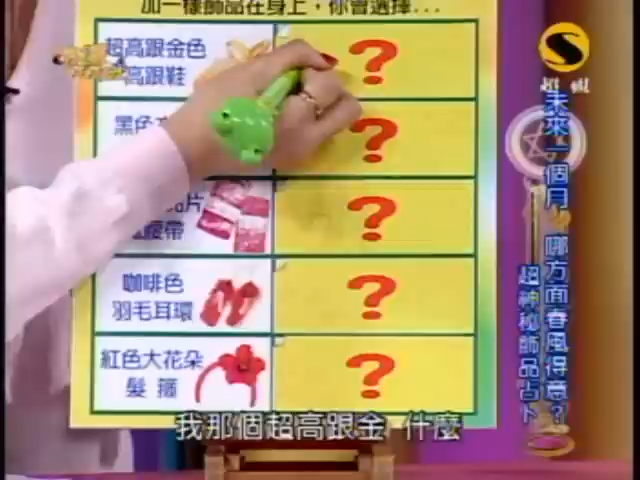 加一樣飾品在身上，你會選擇...
超高跟金色
高跟鞋
?
黑色
?
片
腰帶
?
咖啡色
羽毛耳環
?
紅色大花朵
髮箍
?
超視
未來一個月 哪方面春風得意?
超神秘飾品占卜
我那個超高跟金 什麼